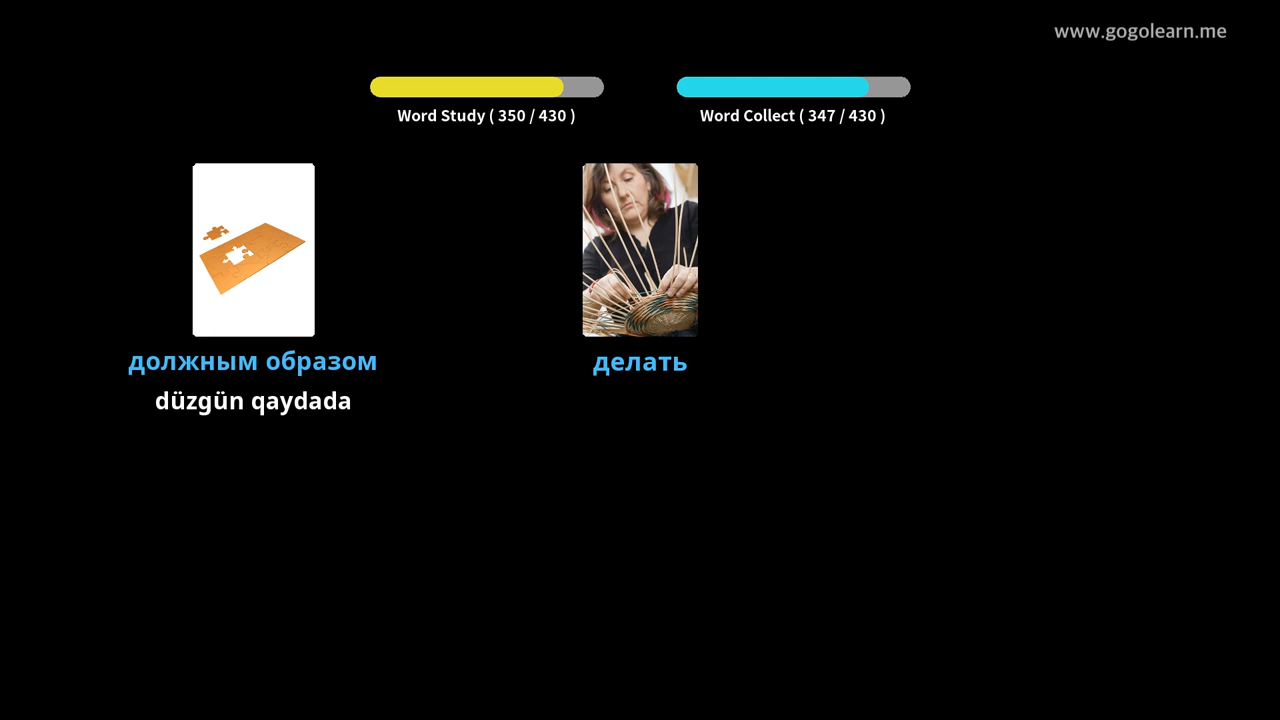 www.gogolearn.me
Word Study ( 350 / 430 )
Word Collect ( 347 / 430 )
должным образом
düzgün qaydada
делать